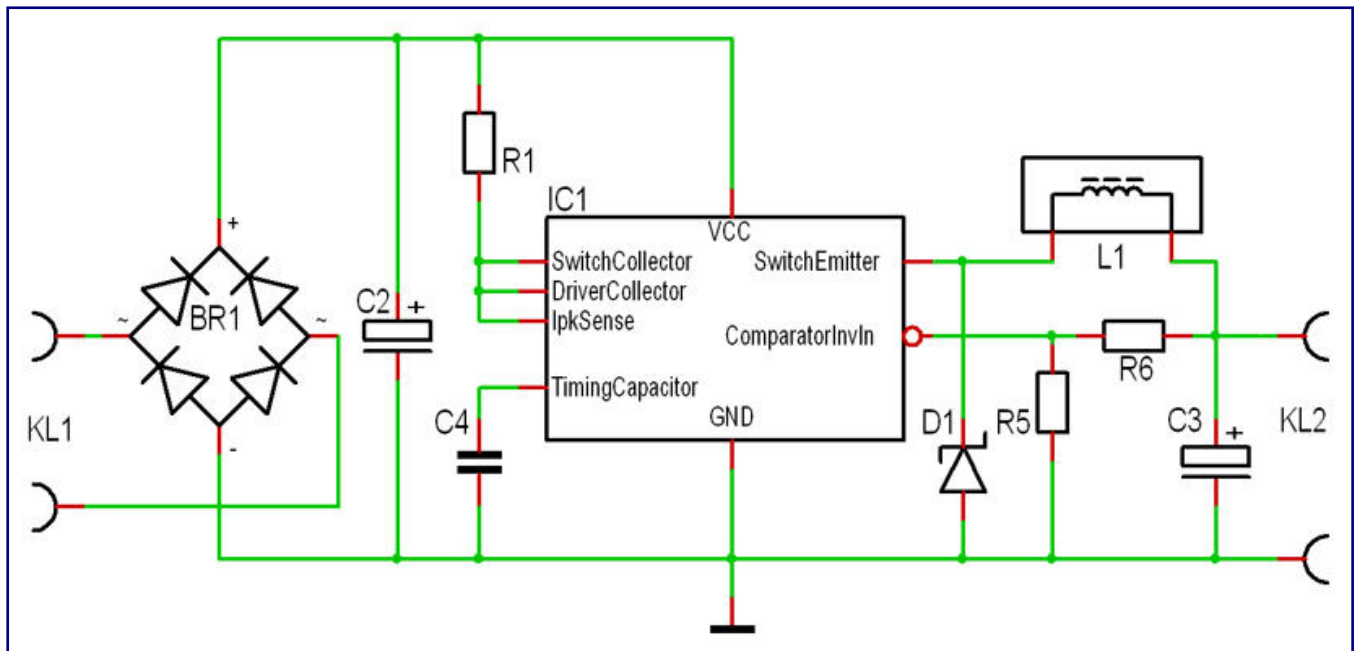 R1
IC1
VCC
SwitchCollector
SwitchEmitter
L1
+
BR1
~
~
C2
+
DriverCollector
IpkSense
ComparatorInvIn
R6
TimingCapacitor
KL1
C4
GND
D1
R5
C3
+
KL2
-